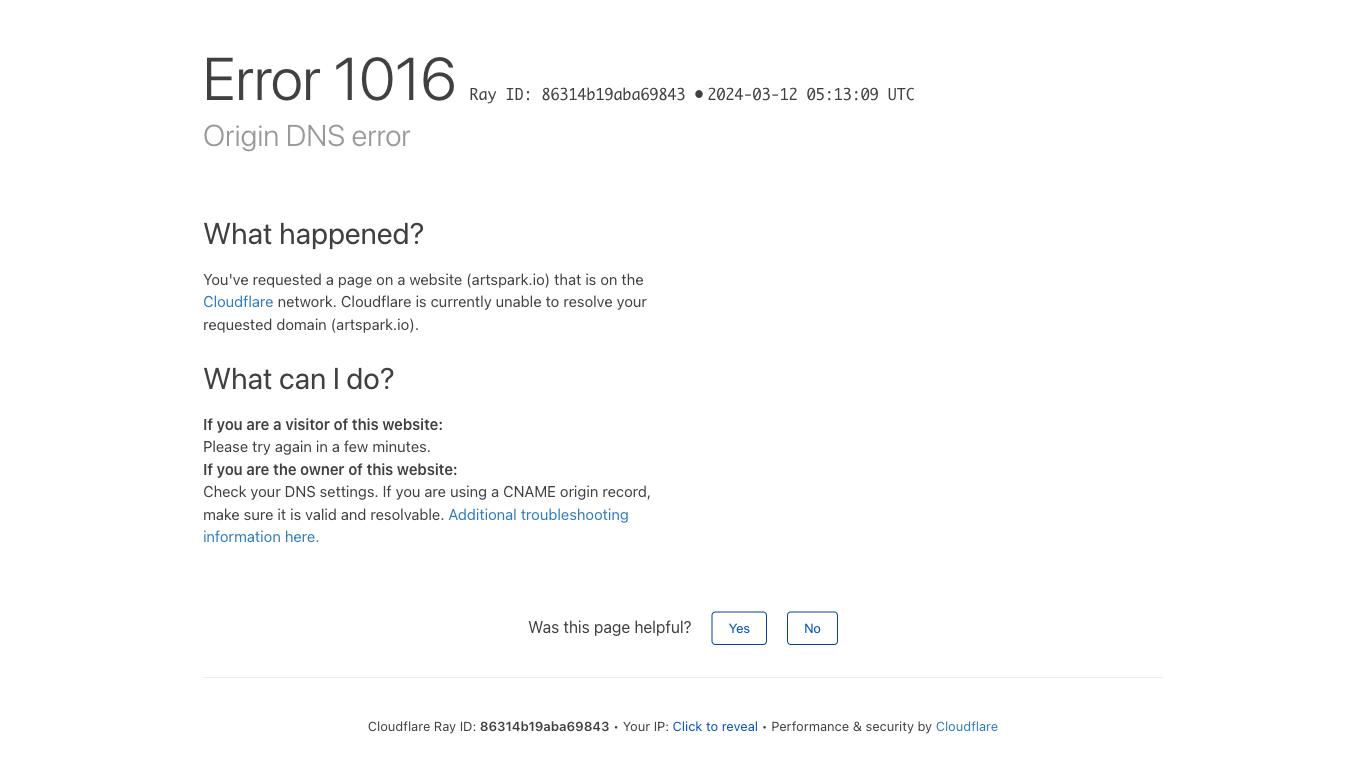 Error 1016 Ray ID: 86314b19aba69843 • 2024-03-12 05:13:09 UTC
Origin DNS error
What happened?
You've requested a page on a website (artspark.io) that is on the
Cloudflare network. Cloudflare is currently unable to resolve your
requested domain (artspark.io).
What can I do?
If you are a visitor of this website:
Please try again in a few minutes.
If you are the owner of this website:
Check your DNS settings. If you are using a CNAME origin record,
make sure it is valid and resolvable. Additional troubleshooting
information here.
Was this page helpful? Yes No
Cloudflare Ray ID: 86314b19aba69843 • Your IP: Click to reveal • Performance & security by Cloudflare